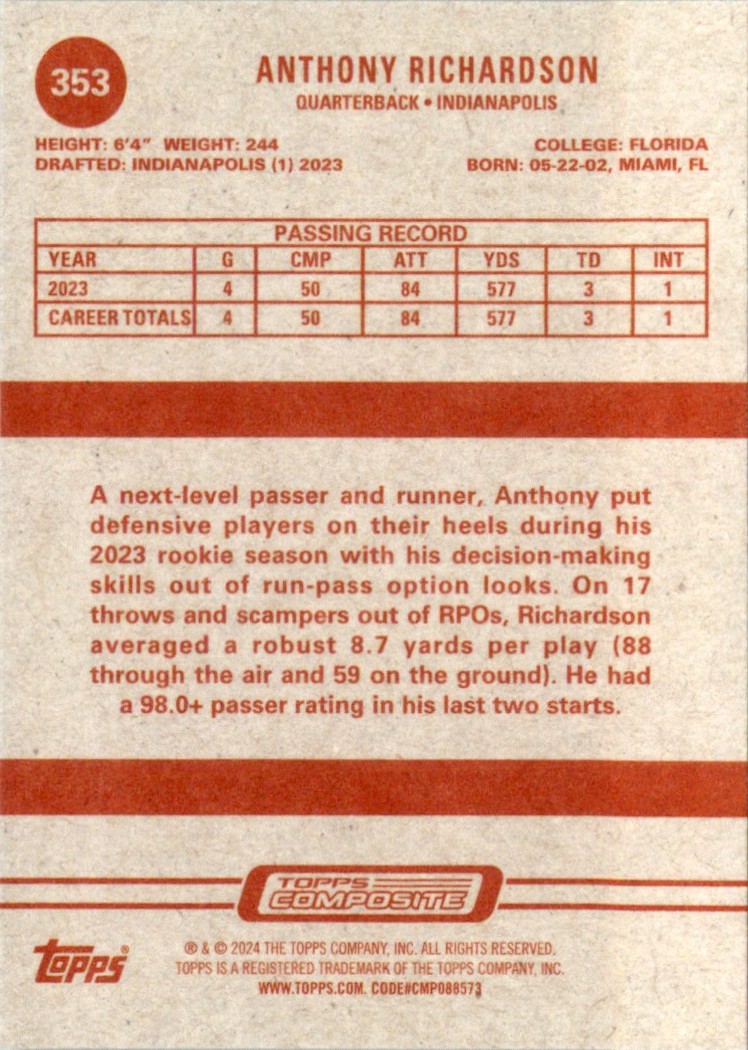 353
ANTHONY RICHARDSON
QUARTERBACK • INDIANAPOLIS
HEIGHT: 6'4" WEIGHT: 244
COLLEGE: FLORIDA
DRAFTED: INDIANAPOLIS (1) 2023
BORN: 05-22-02, MIAMI, FL
PASSING RECORD
YEAR G CMP ATT YDS TD INT
2023 4 50 84 577 3 1
CAREER TOTALS 4 50 84 577 3 1
A next-level passer and runner, Anthony put
defensive players on their heels during his
2023 rookie season with his decision-making
skills out of run-pass option looks. On 17
throws and scampers out of RPOs, Richardson
averaged a robust 8.7 yards per play (88
through the air and 59 on the ground). He had
a 98.0+ passer rating in his last two starts.
TOPPS
COMPOSITE
Topps®
® & © 2024 THE TOPPS COMPANY, INC. ALL RIGHTS RESERVED.
TOPPS IS A REGISTERED TRADEMARK OF THE TOPPS COMPANY, INC.
WWW.TOPPS.COM. CODE#CMP088573